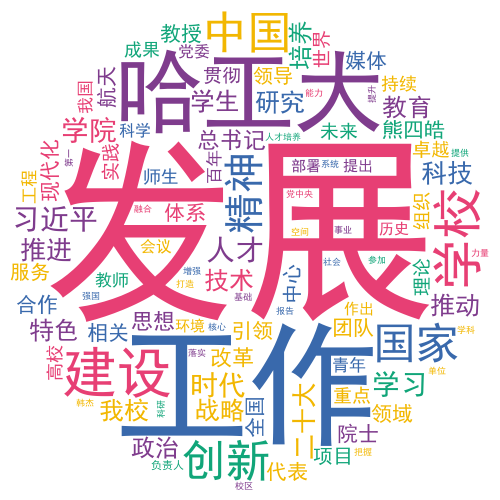 中国
培养
世界
教授
成果
党委
媒体
我国
航天
贯彻
领导
能力
提升
持续
哈工大
学生
研究
教育
学院
科学
总书记
人才培养
未来
熊四皓
现代化
实践
百年
精神
部署
系统
提出
卓越
提供
工程
师生
党中央
科技
习近平
融合
体系
发展
空间
事业
历史
组织
学校
推进
会议
人才
服务
教师
增强
技术
中心
社会
参加
理论
力量
合作
强国
打造
基础
报告
作出
推动
特色
相关
思想
环境
核心
引领
团队
国家
学科
高校
建设
落实
改革
工作
二十大
青年
韩杰
我校
科研
时代
战略
全国
重点
学习
单位
领域
政治
创新
院士
负责人
代表
项目
把握
校区